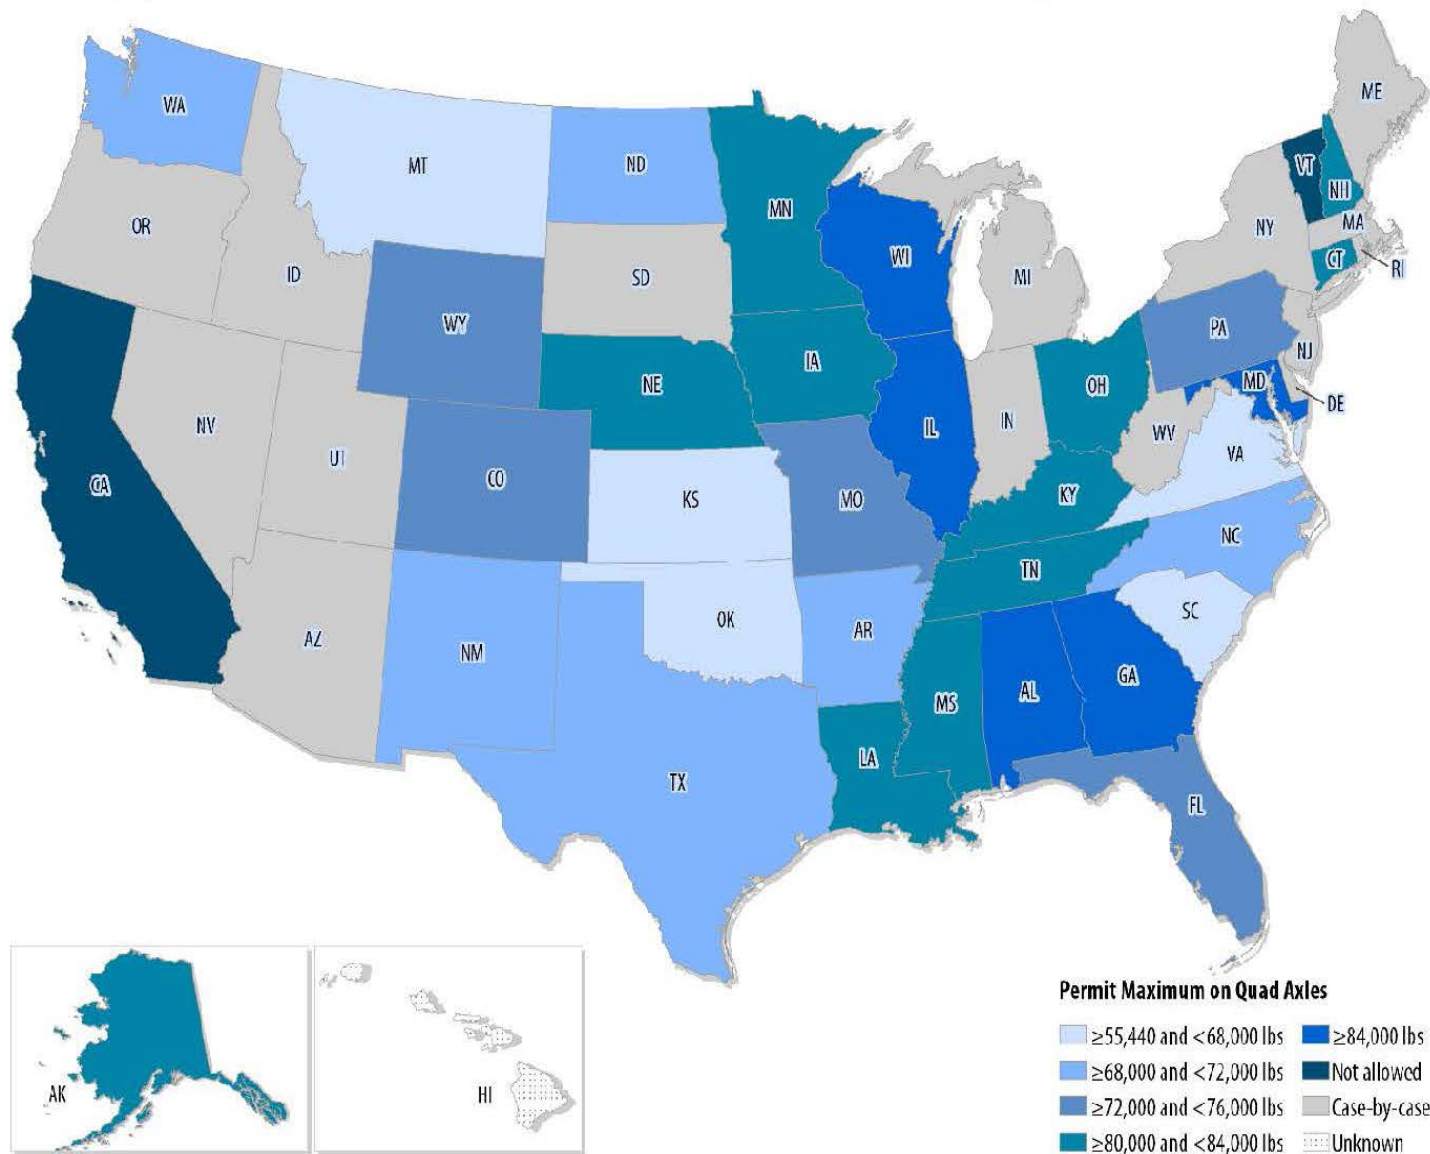 ME
WA
VT
MT
ND
NH
MN
MA
OR
NY
WI
CT
RI
ID
SD
MI
WY
PA
NJ
IA
NE
OH
MD
DE
NV
IN
IL
WV
UT
VA
CO
CA
KY
KS
MO
NC
TN
SC
OK
AR
AZ
NM
GA
AL
MS
LA
TX
FL
AK
HI
Permit Maximum on Quad Axles
≥55,440 and <68,000 lbs
≥84,000 lbs
≥68,000 and <72,000 lbs
Not allowed
≥72,000 and <76,000 lbs
Case-by-case
≥80,000 and <84,000 lbs
Unknown